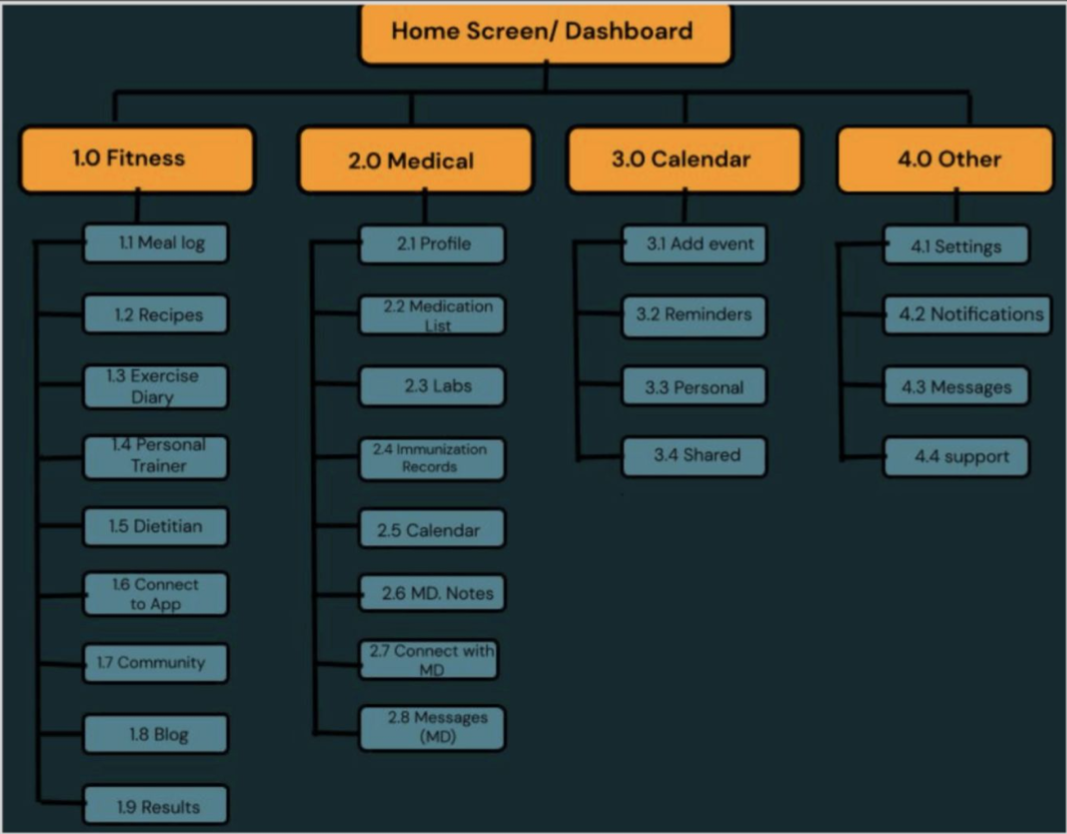 Home Screen/ Dashboard
1.0 Fitness
2.0 Medical
3.0 Calendar
4.0 Other
1.1 Meal log
1.2 Recipes
1.3 Exercise
Diary
1.4 Personal
Trainer
1.5 Dietitian
1.6 Connect
to App
1.7 Community
1.8 Blog
1.9 Results
2.1 Profile
2.2 Medication
List
2.3 Labs
2.4 Immunization
Records
2.5 Calendar
2.6 MD. Notes
2.7 Connect with
MD
2.8 Messages
(MD)
3.1 Add event
3.2 Reminders
3.3 Personal
3.4 Shared
4.1 Settings
4.2 Notifications
4.3 Messages
4.4 support